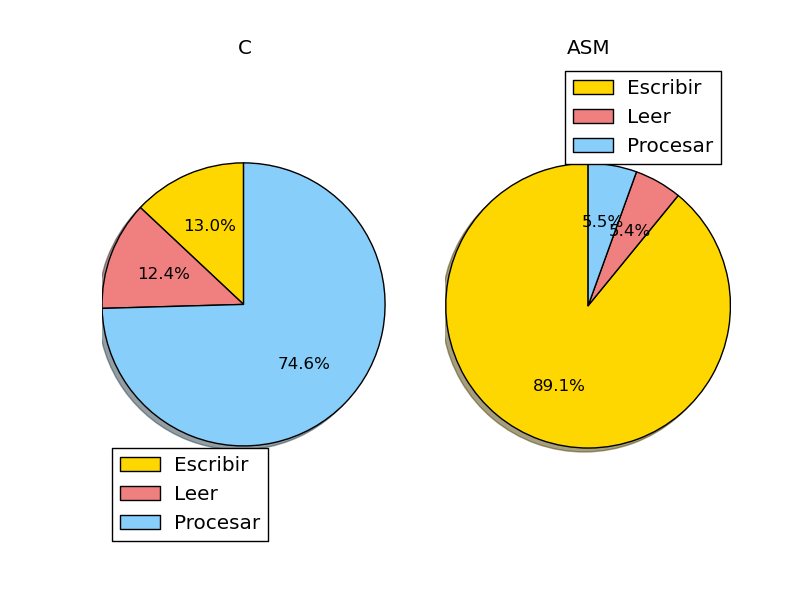 C
13.0%
12.4%
74.6%
Escribir
Leer
Procesar
ASM
Escribir
Leer
Procesar
5.5%
5.4%
89.1%